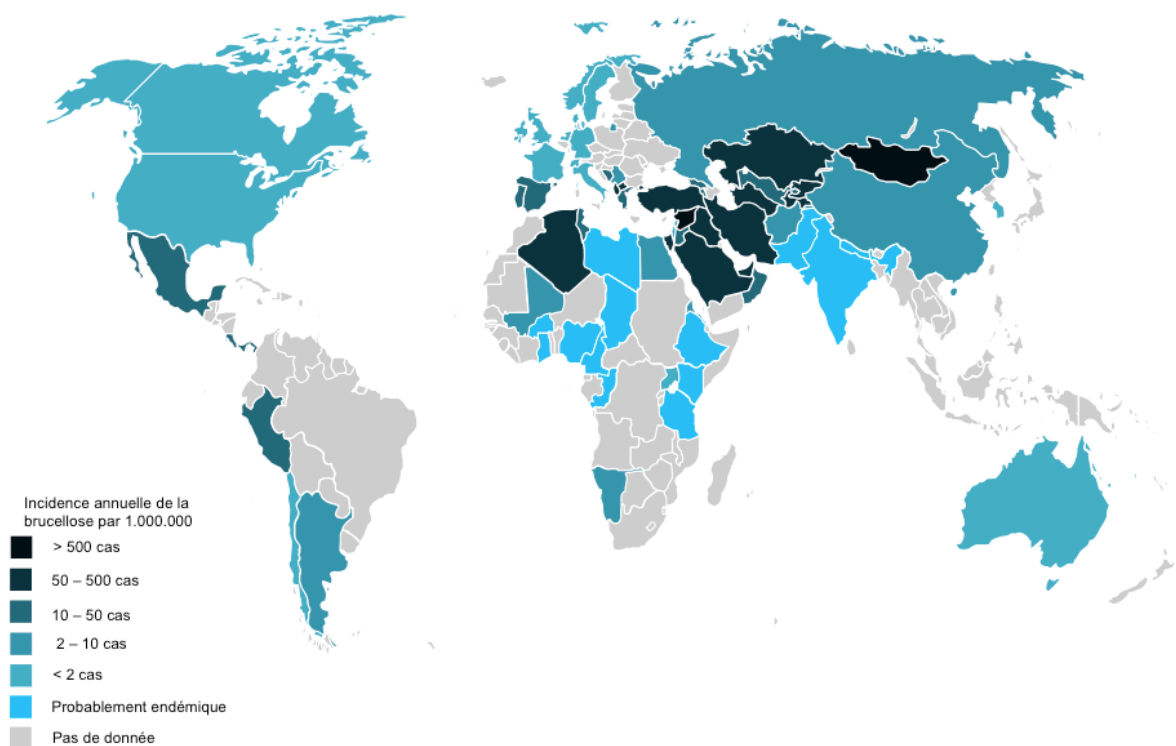 Incidence annuelle de la
brucellose par 1.000.000
> 500 cas
50 – 500 cas
10 – 50 cas
2 – 10 cas
< 2 cas
Probablement endémique
Pas de donnée